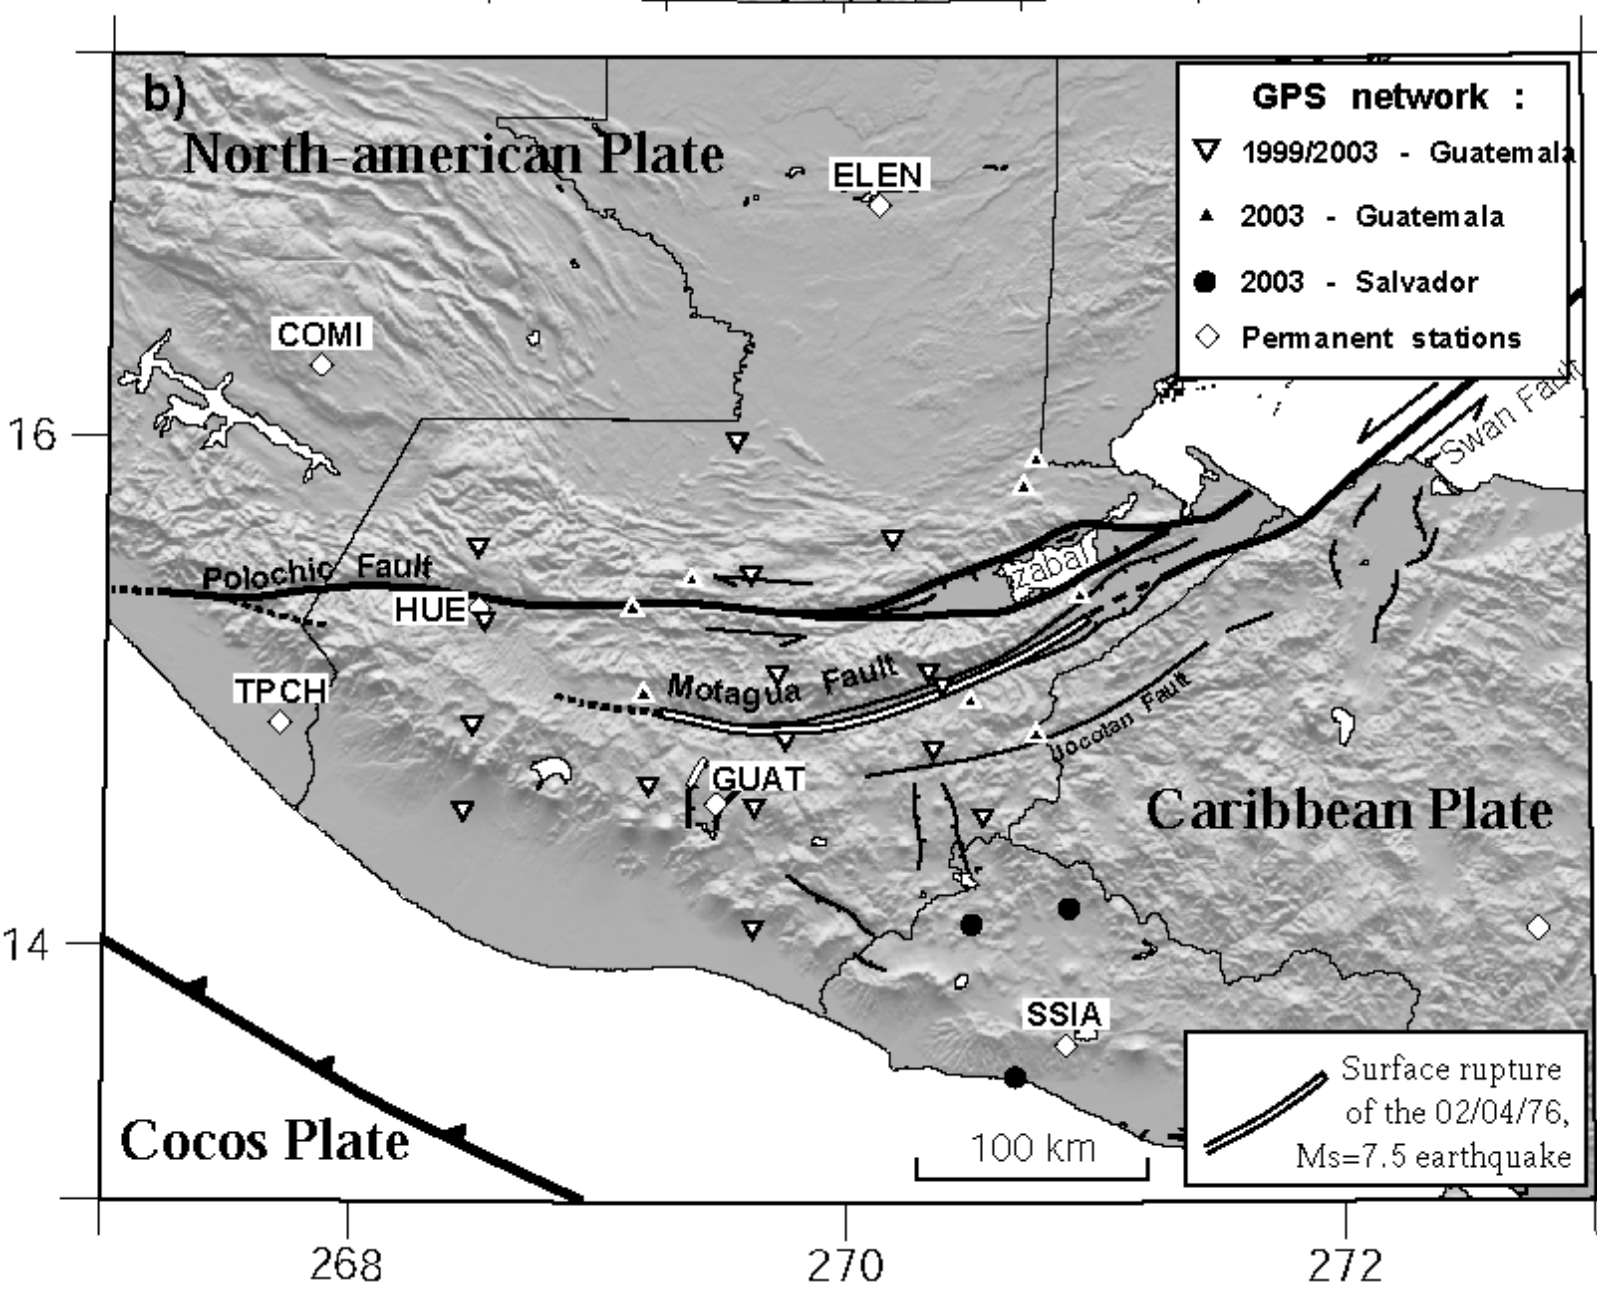 b)
North-american Plate
GPS network :
1999/2003 - Guatemala
2003 - Guatemala
2003 - Salvador
Permanent stations
ELEN
COMI
Swan Fault
16
Polochic Fault
HUE
zabal
TPCH
Motagua Fault
Jocotan Fault
GUAT
Caribbean Plate
14
SSIA
Cocos Plate
100 km
Surface rupture
of the 02/04/76,
Ms=7.5 earthquake
268
270
272